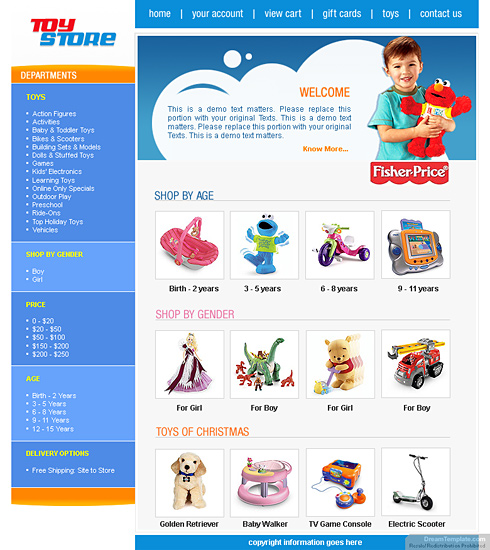 TOY
STORE
home | your account | view cart | gift cards | toys | contact us
DEPARTMENTS
TOYS
• Action Figures
• Activities
• Baby & Toddler Toys
• Bikes & Scooters
• Building Sets & Models
• Dolls & Stuffed Toys
• Games
• Kids' Electronics
• Learning Toys
• Online Only Specials
• Outdoor Play
• Preschool
• Ride-Ons
• Top Holiday Toys
• Vehicles
SHOP BY GENDER
• Boy
• Girl
PRICE
• 0 - $20
• $20 - $50
• $50 - $100
• $150 - $200
• $200 - $250
AGE
• Birth - 2 Years
• 3 - 5 Years
• 6 - 8 Years
• 9 - 11 Years
• 12 - 15 Years
DELIVERY OPTIONS
• Free Shipping: Site to Store
WELCOME
This is a demo text matters. Please replace this
portion with your original Texts. This is a demo
text matters. Please replace this portion with your original
Texts. This is a demo text matters.
Know More...
Fisher-Price
SHOP BY AGE
Birth - 2 years
3 - 5 years
6 - 8 years
9 - 11 years
SHOP BY GENDER
For Girl
For Boy
For Girl
For Boy
TOYS OF CHRISTMAS
Golden Retriever
Baby Walker
TV Game Console
Electric Scooter
copyright information goes here
DreamTemplate.com
Resale/Redistribution Prohibited